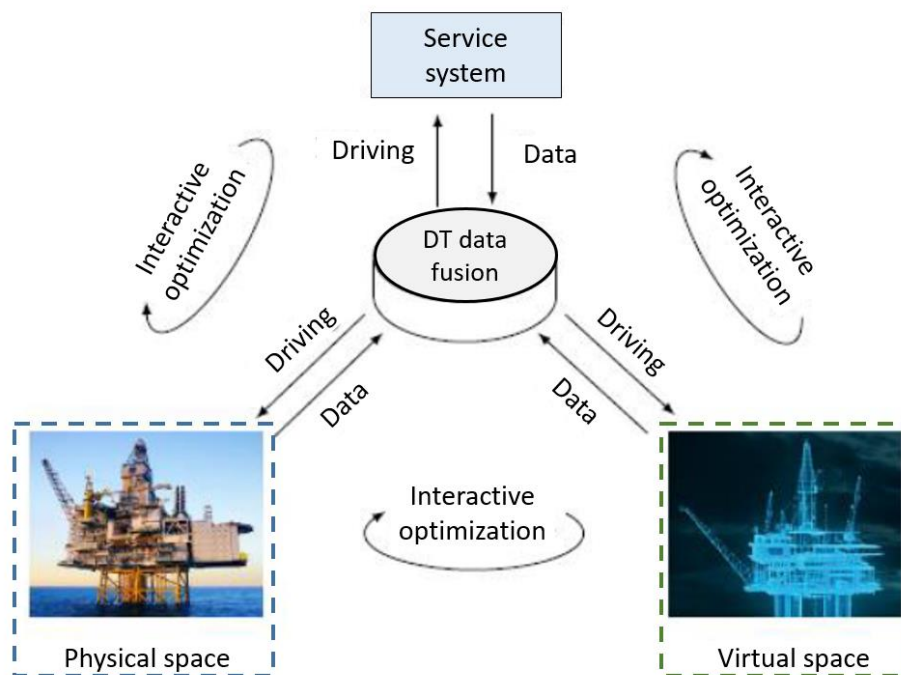 Service
system
Driving
Data
Interactive
optimization
Interactive
optimization
DT data
fusion
Driving
Data
Driving
Data
Interactive
optimization
Physical space
Virtual space